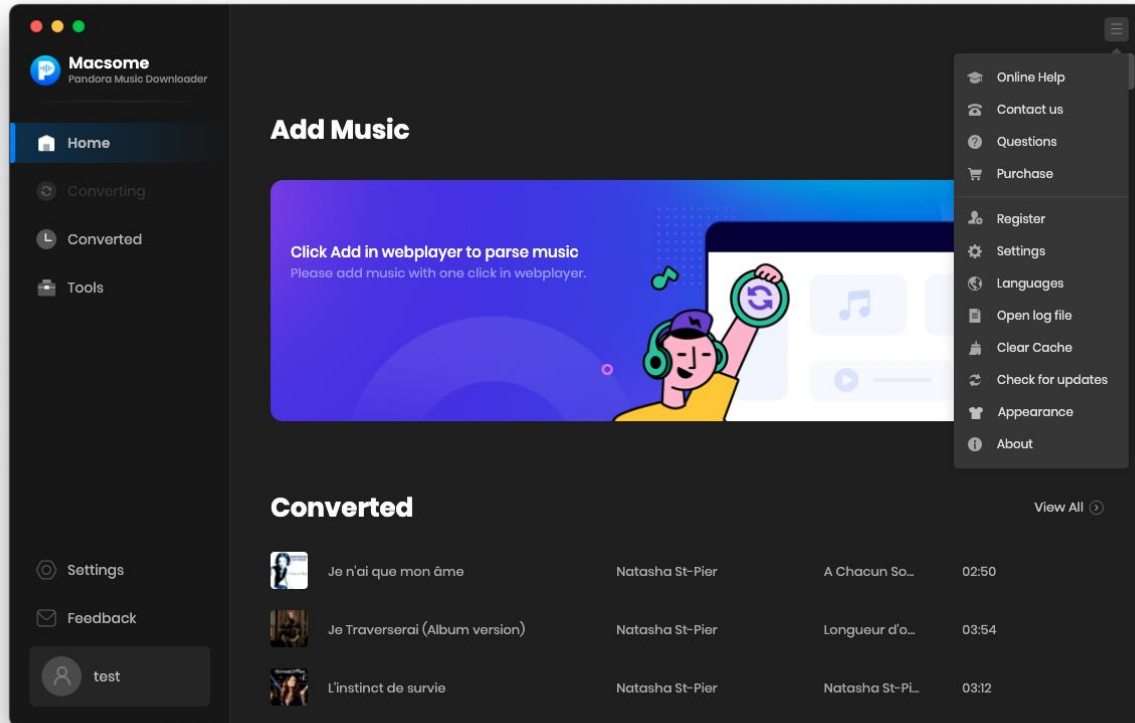 Macsome
Pandora Music Downloader
Home
Converting
Converted
Tools
Settings
Feedback
test
Add Music
Click Add in webplayer to parse music
Please add music with one click in webplayer.
Online Help
Contact us
Questions
Purchase
Register
Settings
Languages
Open log file
Clear Cache
Check for updates
Appearance
About
Converted
View All
Je n'ai que mon âme Natasha St-Pier A Chacun So... 02:50
Je Traverserai (Album version) Natasha St-Pier Longueur d'o... 03:54
L'instinct de survie Natasha St-Pier Natasha St-Pi... 03:12